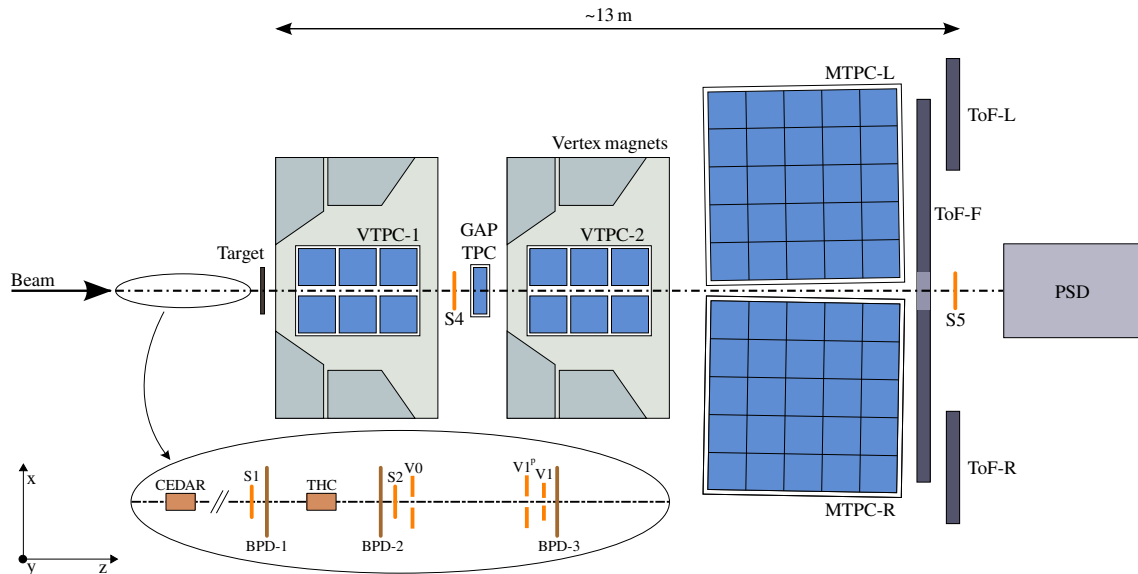 ~13 m
MTPC-L
ToF-L
Vertex magnets
ToF-F
VTPC-1
GAP
TPC
VTPC-2
Target
Beam
S4
S5
PSD
x
y
z
CEDAR
S1
THC
S2
V0
V1ᵖ
V1
BPD-1
BPD-2
BPD-3
ToF-R
MTPC-R